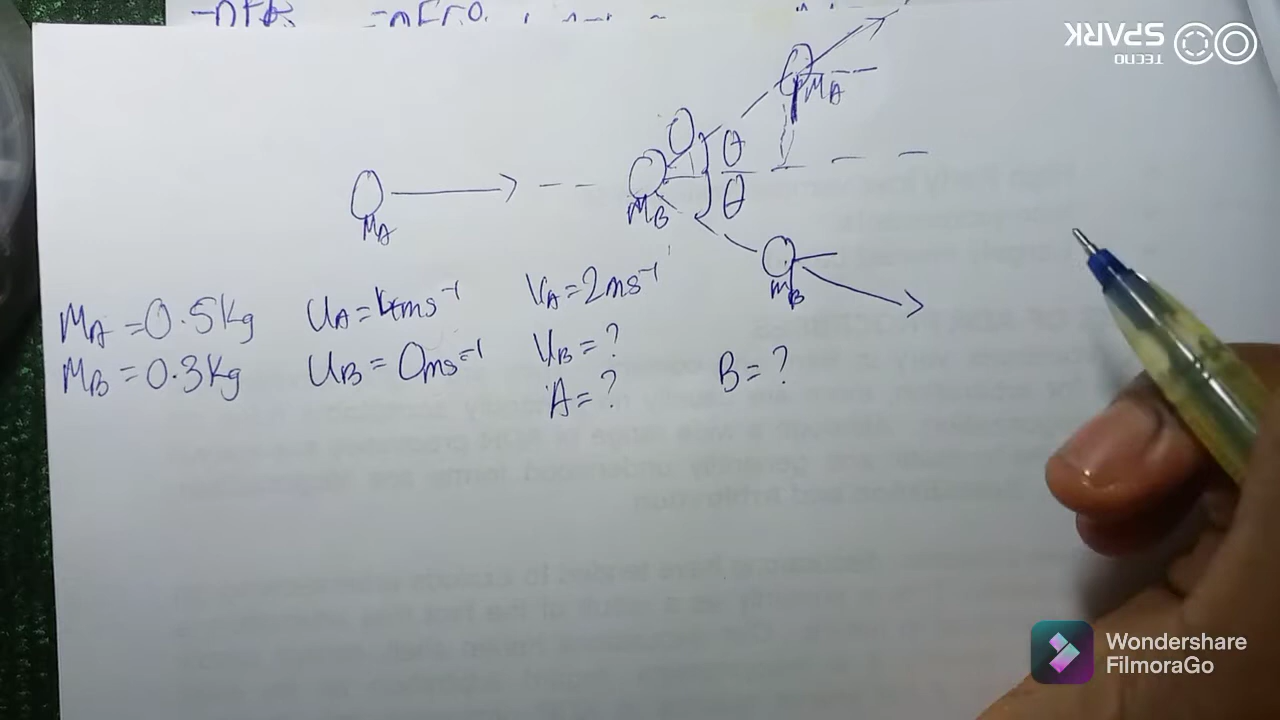 SPARK
TECNO
MA
θ
θ
MA
MB
MB
MA = 0.5kg
UA = 4ms⁻¹
VA = 2ms⁻¹
MB = 0.3kg
UB = 0ms⁻¹
VB = ?
A = ?
B = ?
Wondershare
FilmoraGo